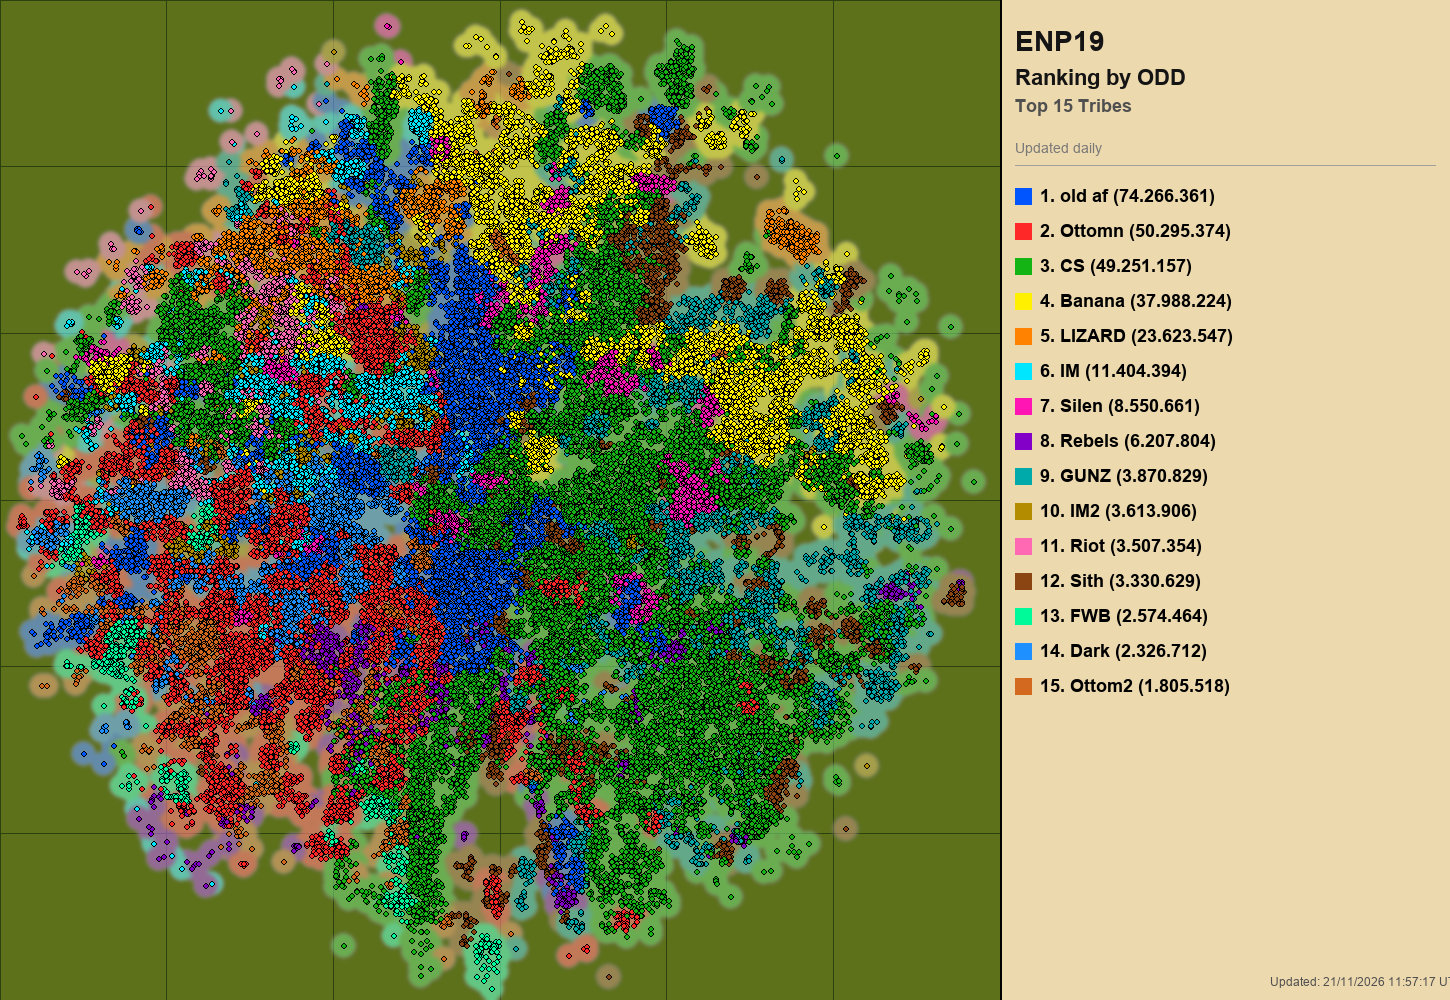 ENP19
Ranking by ODD
Top 15 Tribes
Updated daily
1. old af (74.266.361)
2. Ottomn (50.295.374)
3. CS (49.251.157)
4. Banana (37.988.224)
5. LIZARD (23.623.547)
6. IM (11.404.394)
7. Silen (8.550.661)
8. Rebels (6.207.804)
9. GUNZ (3.870.829)
10. IM2 (3.613.906)
11. Riot (3.507.354)
12. Sith (3.330.629)
13. FWB (2.574.464)
14. Dark (2.326.712)
15. Ottom2 (1.805.518)
Updated: 21/11/2026 11:57:17